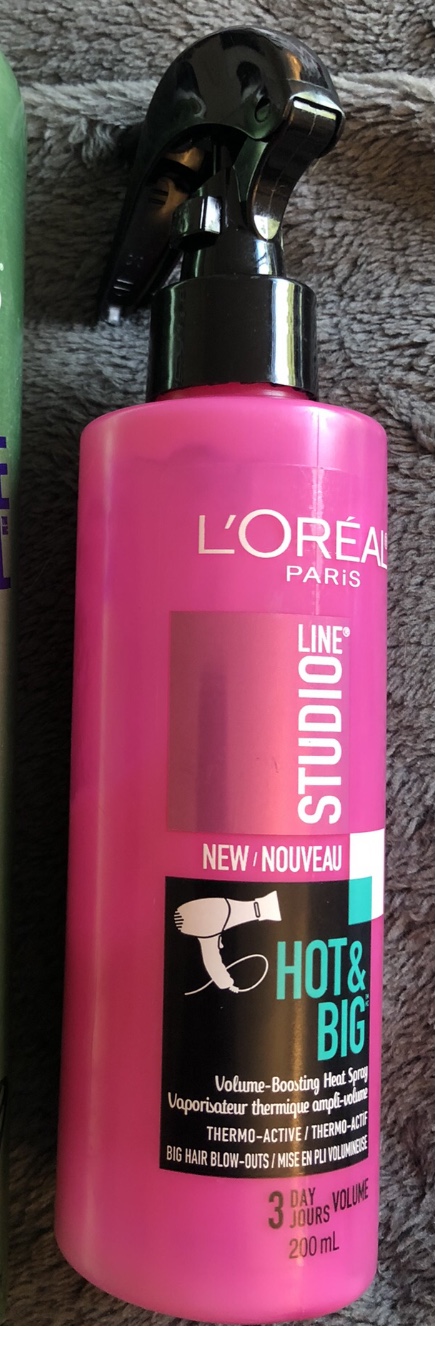 L'ORÉAL
PARIS
STUDIO LINE®
NEW / NOUVEAU
HOT &
BIG
Volume-Boosting Heat Spray
Vaporisateur thermique ampli-volume
THERMO-ACTIVE / THERMO-ACTIF
BIG HAIR BLOW-OUTS / MISE EN PLI VOLUMINEUSE
3 DAY JOURS VOLUME
200 mL